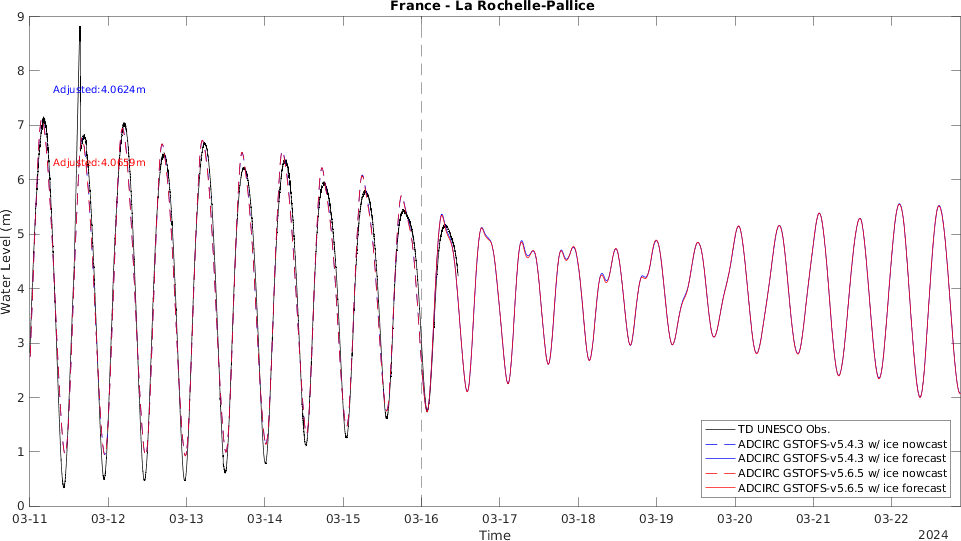 France - La Rochelle-Pallice
9
8
7
6
5
4
3
2
1
0
Water Level (m)
Adjusted:4.0624m
Adjusted:4.0659m
TD UNESCO Obs.
ADCIRC GSTOFS-v5.4.3 w/ ice nowcast
ADCIRC GSTOFS-v5.4.3 w/ ice forecast
ADCIRC GSTOFS-v5.6.5 w/ ice nowcast
ADCIRC GSTOFS-v5.6.5 w/ ice forecast
03-11 03-12 03-13 03-14 03-15 03-16 03-17 03-18 03-19 03-20 03-21 03-22
Time
2024